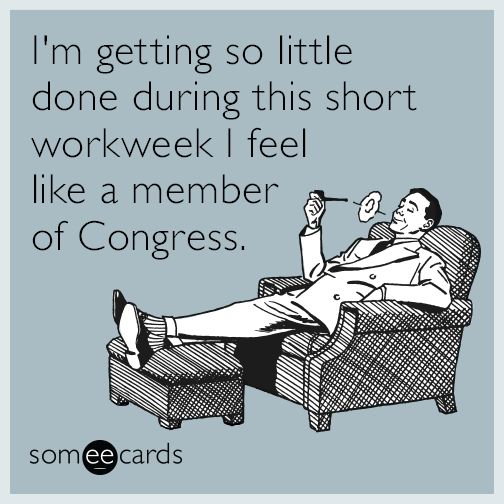 I'm getting so little
done during this short
workweek I feel
like a member
of Congress.
someecards